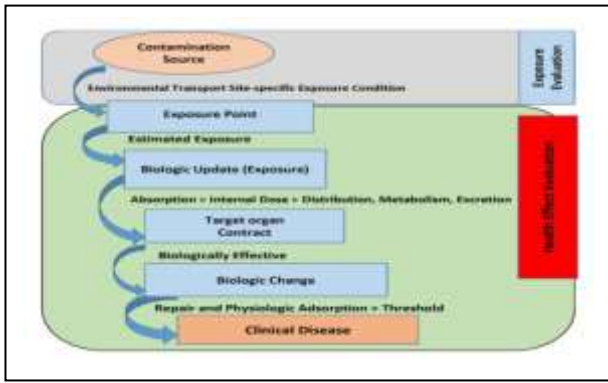 Contamination
Source
Environmental Transport Site-specific Exposure Condition
Exposure Point
Estimated Exposure
Biologic Update (Exposure)
Absorption = Internal Dose = Distribution, Metabolism, Excretion
Target organ
Contract
Biologically Effective
Biologic Change
Repair and Physiologic Adsorption = Threshold
Clinical Disease
Exposure
Evaluation
Health Effect Evaluation